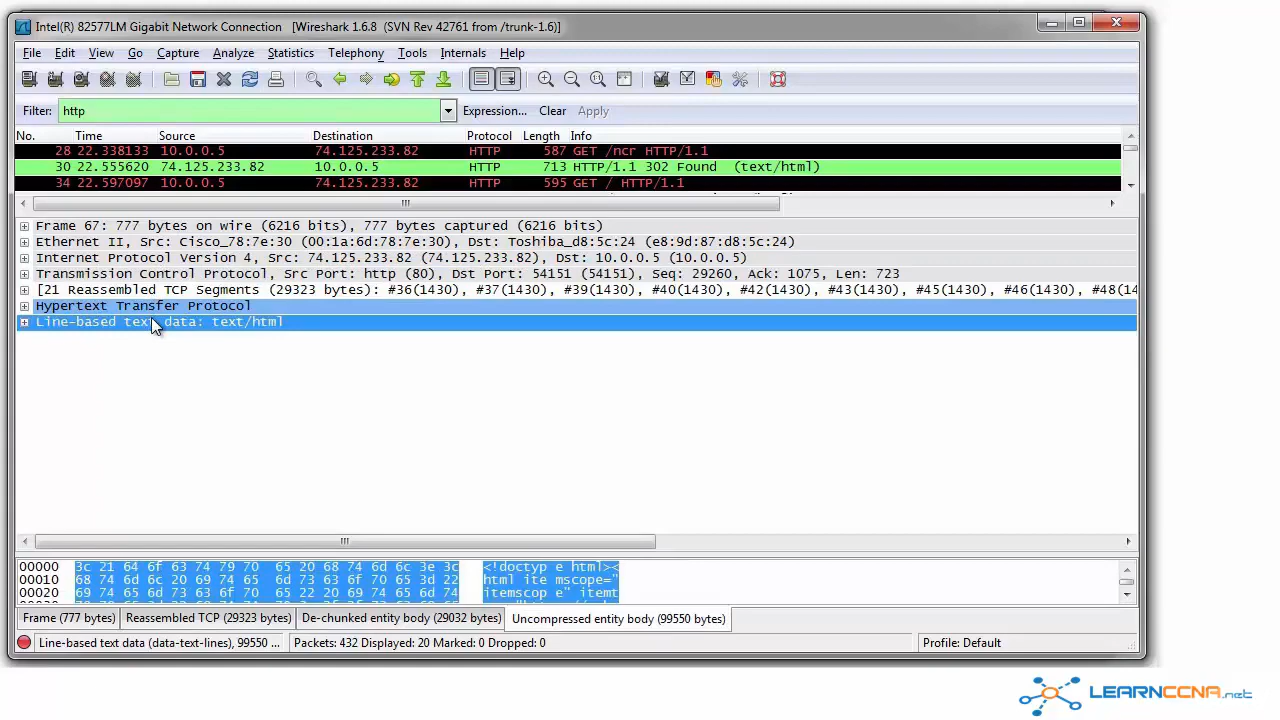 Intel(R) 82577LM Gigabit Network Connection [Wireshark 1.6.8 (SVN Rev 42761 from /trunk-1.6)]
File Edit View Go Capture Analyze Statistics Telephony Tools Internals Help
Filter: http Expression... Clear Apply
No. Time Source Destination Protocol Length Info
28 22.338133 10.0.0.5 74.125.233.82 HTTP 587 GET /ncr HTTP/1.1
30 22.555620 74.125.233.82 10.0.0.5 HTTP 713 HTTP/1.1 302 Found (text/html)
34 22.597097 10.0.0.5 74.125.233.82 HTTP 595 GET / HTTP/1.1
Frame 67: 777 bytes on wire (6216 bits), 777 bytes captured (6216 bits)
Ethernet II, Src: Cisco_78:7e:30 (00:1a:6d:78:7e:30), Dst: Toshiba_d8:5c:24 (e8:9d:87:d8:5c:24)
Internet Protocol Version 4, Src: 74.125.233.82 (74.125.233.82), Dst: 10.0.0.5 (10.0.0.5)
Transmission Control Protocol, Src Port: http (80), Dst Port: 54151 (54151), Seq: 29260, Ack: 1075, Len: 723
[21 Reassembled TCP Segments (29323 bytes): #36(1430), #37(1430), #39(1430), #40(1430), #42(1430), #43(1430), #45(1430), #46(1430), #48(14
Hypertext Transfer Protocol
Line-based text data: text/html
00000 3c 21 64 6f 63 74 79 70 65 20 68 74 6d 6c 3e 3c <!doctyp e html><
00010 68 74 6d 6c 20 69 74 65 6d 73 63 6f 70 65 3d 22 html ite mscope="
00020 69 74 65 6d 73 63 6f 70 65 22 20 69 74 65 6d 74 itemscop e" itemt
Frame (777 bytes) Reassembled TCP (29323 bytes) De-chunked entity body (29032 bytes) Uncompressed entity body (99550 bytes)
Line-based text data (data-text-lines), 99550 ... Packets: 432 Displayed: 20 Marked: 0 Dropped: 0 Profile: Default
LEARNCCNA.net